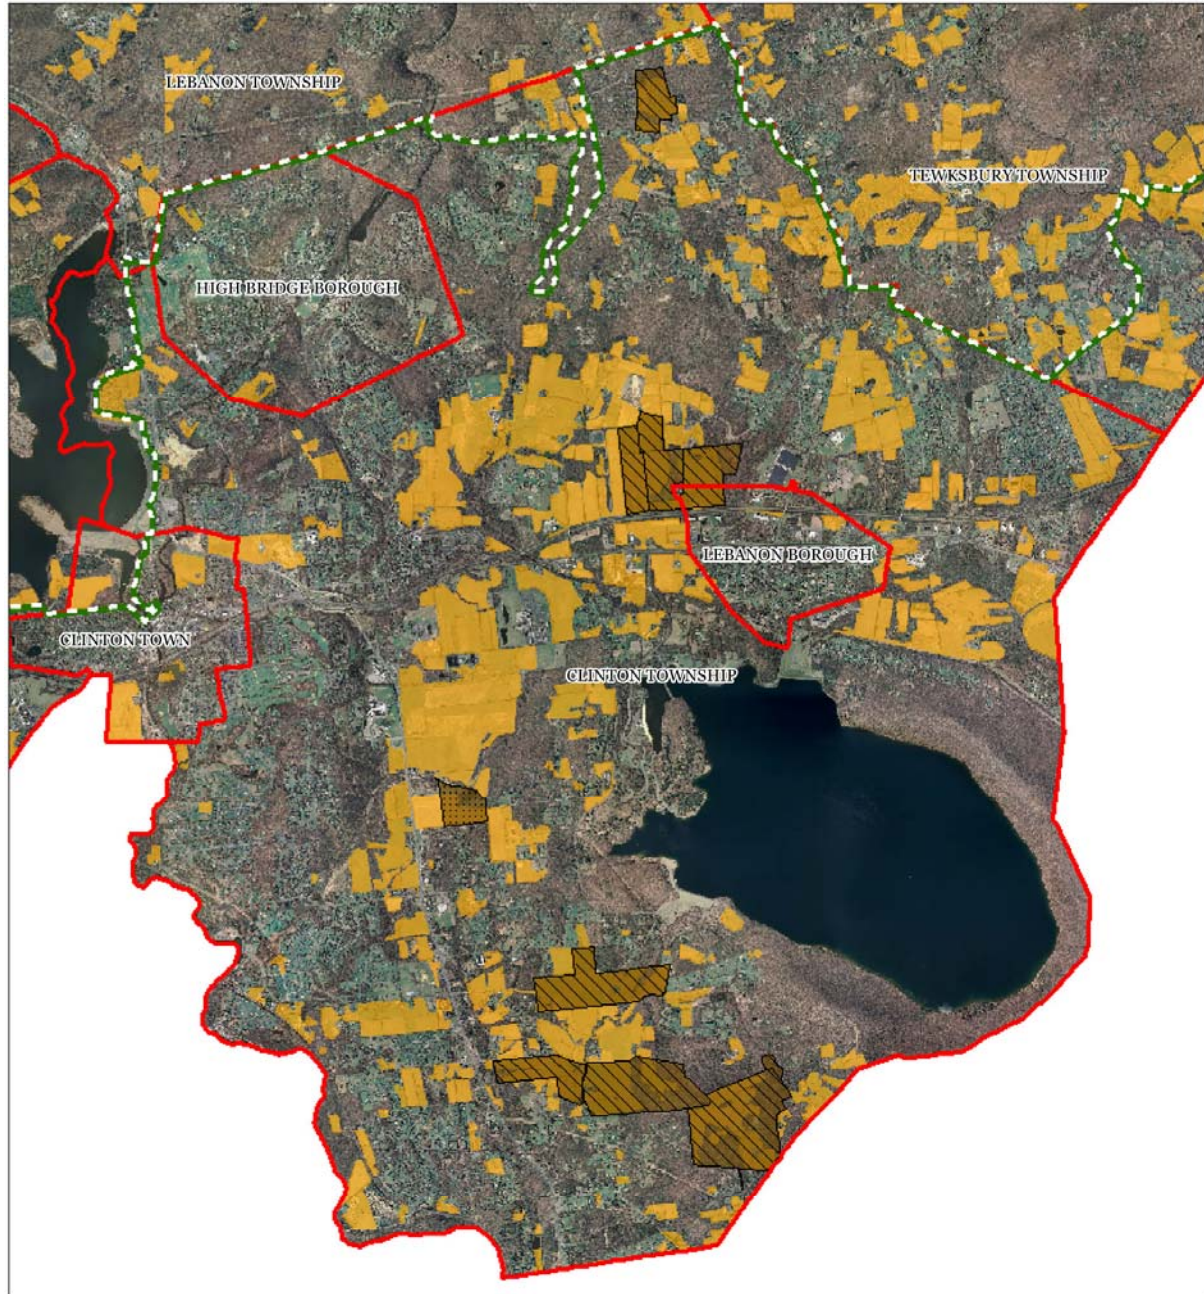 LEBANON TOWNSHIP
TEWKSBURY TOWNSHIP
HIGH BRIDGE BOROUGH
LEBANON BOROUGH
CLINTON TOWN
CLINTON TOWNSHIP